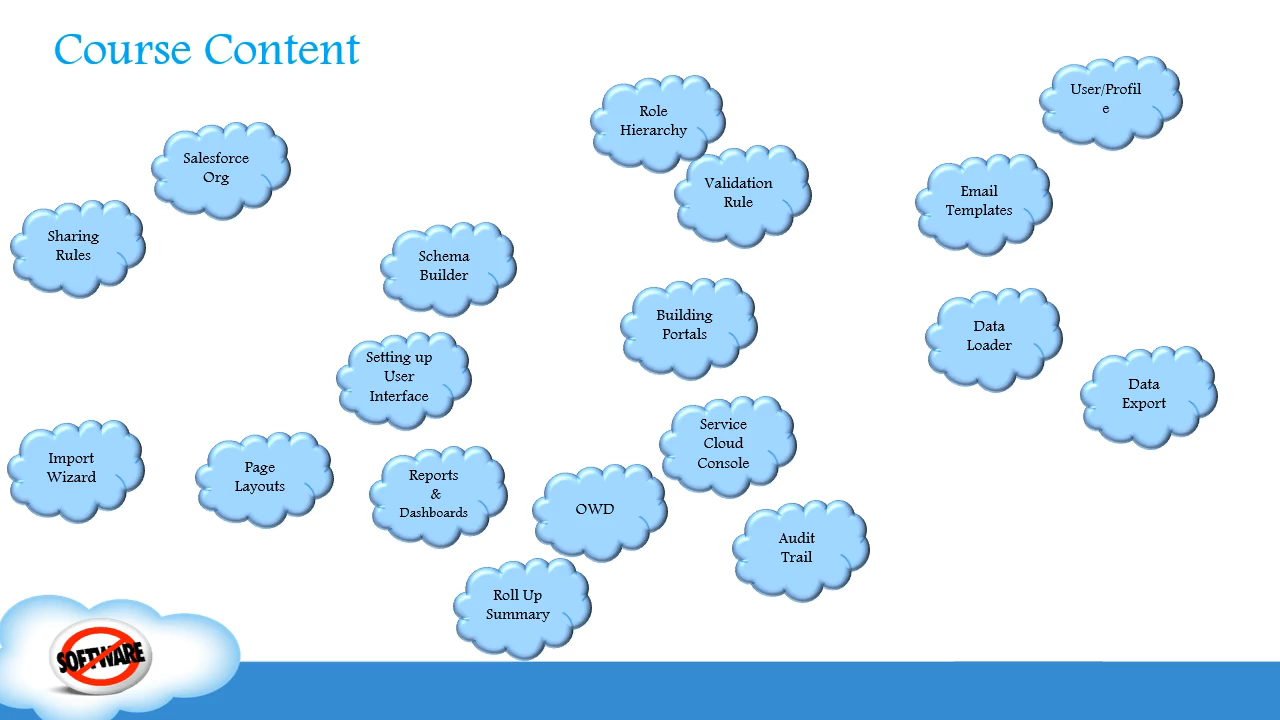 Course Content
User/Profil
e
Role
Hierarchy
Salesforce
Org
Validation
Rule
Email
Templates
Sharing
Rules
Schema
Builder
Building
Portals
Data
Loader
Setting up
User
Interface
Data
Export
Service
Cloud
Console
Import
Wizard
Page
Layouts
Reports
&
Dashboards
OWD
Audit
Trail
Roll Up
Summary
SOFTWARE